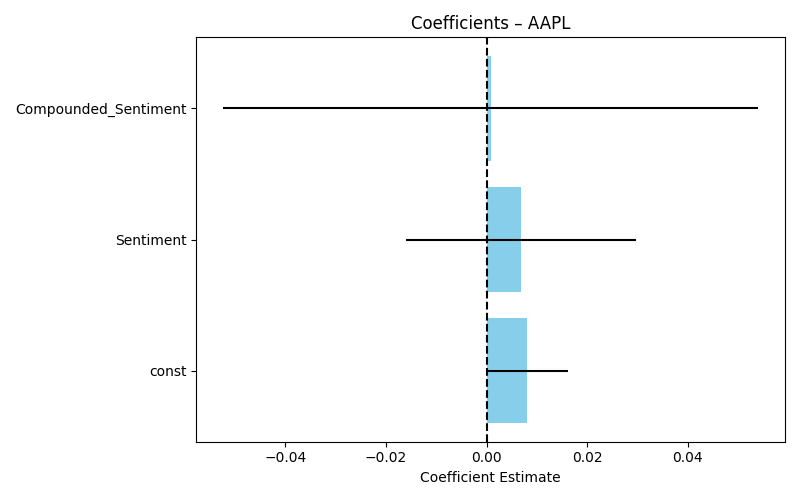 Coefficients – AAPL
Compounded_Sentiment
Sentiment
const
−0.04 −0.02 0.00 0.02 0.04
Coefficient Estimate